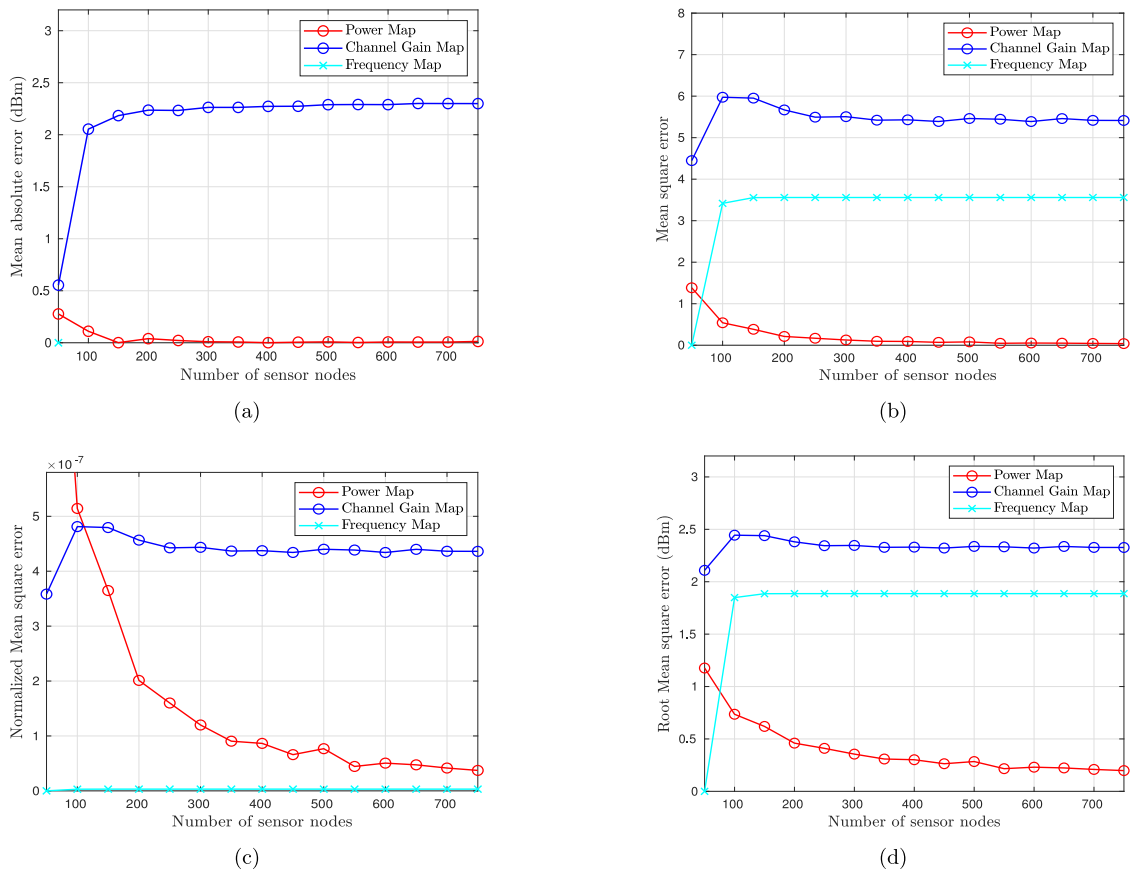 Power Map
Channel Gain Map
Frequency Map
3
2.5
2
1.5
1
0.5
0
100 200 300 400 500 600 700
Mean absolute error (dBm)
Number of sensor nodes
(a)
Power Map
Channel Gain Map
Frequency Map
8
7
6
5
4
3
2
1
0
100 200 300 400 500 600 700
Mean square error
Number of sensor nodes
(b)
×10-7
Power Map
Channel Gain Map
Frequency Map
5
4
3
2
1
0
100 200 300 400 500 600 700
Normalized Mean square error
Number of sensor nodes
(c)
Power Map
Channel Gain Map
Frequency Map
3
2.5
2
1.5
1
0.5
0
100 200 300 400 500 600 700
Root Mean square error (dBm)
Number of sensor nodes
(d)